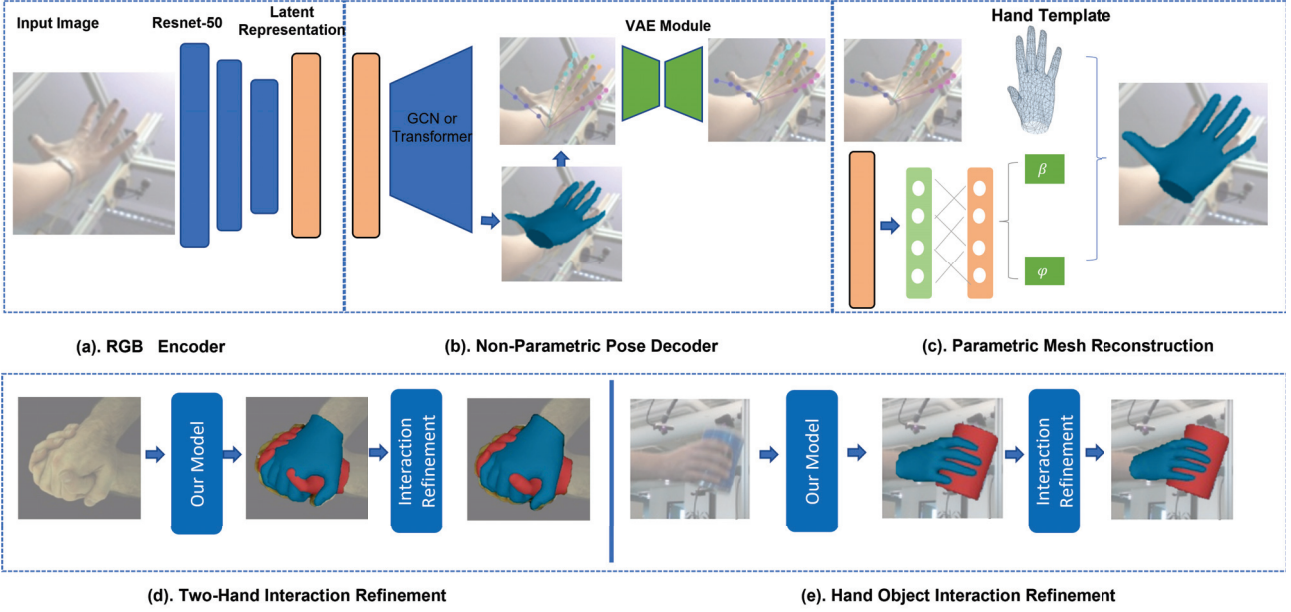 Input Image
Resnet-50
Latent
Representation
GCN or
Transformer
VAE Module
Hand Template
β
φ
(a). RGB Encoder
(b). Non-Parametric Pose Decoder
(c). Parametric Mesh Reconstruction
Our Model
Interaction
Refinement
Our Model
Interaction
Refinement
(d). Two-Hand Interaction Refinement
(e). Hand Object Interaction Refinement